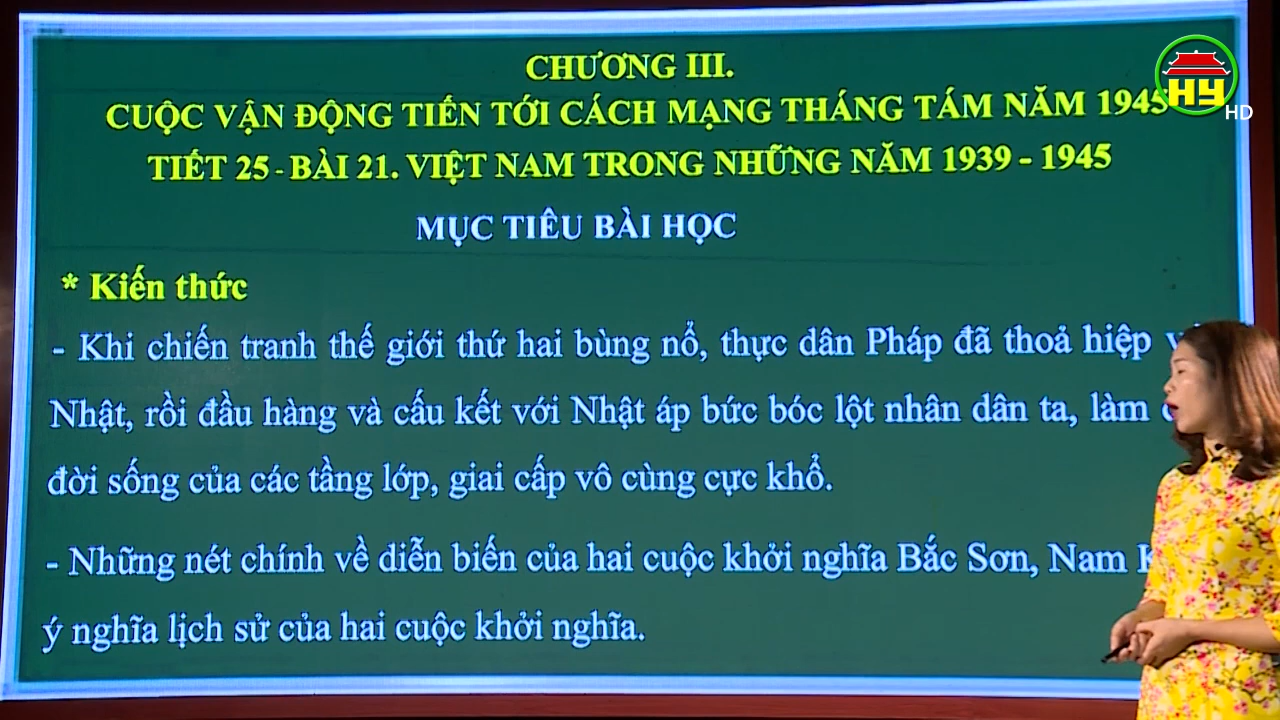 CHƯƠNG III.
CUỘC VẬN ĐỘNG TIẾN TỚI CÁCH MẠNG THÁNG TÁM NĂM 1945
TIẾT 25 - BÀI 21. VIỆT NAM TRONG NHỮNG NĂM 1939 - 1945
MỤC TIÊU BÀI HỌC
* Kiến thức
- Khi chiến tranh thế giới thứ hai bùng nổ, thực dân Pháp đã thoả hiệp
Nhật, rồi đầu hàng và cấu kết với Nhật áp bức bóc lột nhân dân ta, làm
đời sống của các tầng lớp, giai cấp vô cùng cực khổ.
- Những nét chính về diễn biến của hai cuộc khởi nghĩa Bắc Sơn, Nam
ý nghĩa lịch sử của hai cuộc khởi nghĩa.
HY
HD